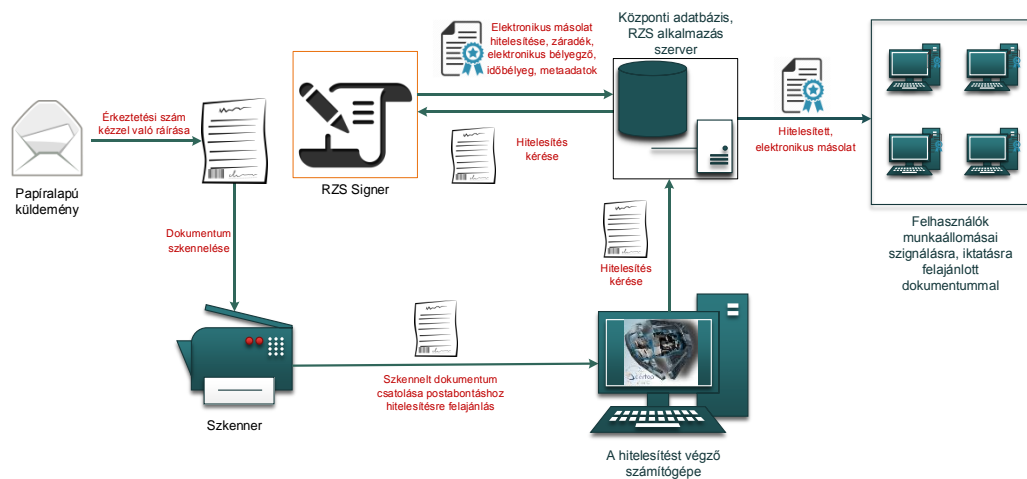 Elektronikus másolat
hitelesítése, záradék,
elektronikus bélyegző,
időbélyeg, metaadatok
Központi adatbázis,
RZS alkalmazás
szerver
Érkeztetési szám
kézzel való ráírása
Papíralapú
küldemény
RZS Signer
Hitelesítés
kérése
Hitelesített,
elektronikus másolat
Felhasználók
munkaállomásai
szignálásra, iktatásra
felajánlott
dokumentummal
Dokumentum
szkennelése
Hitelesítés
kérése
Szkennelt dokumentum
csatolása postabontáshoz
hitelesítésre felajánlás
Szkenner
A hitelesítést végző
számítógépe